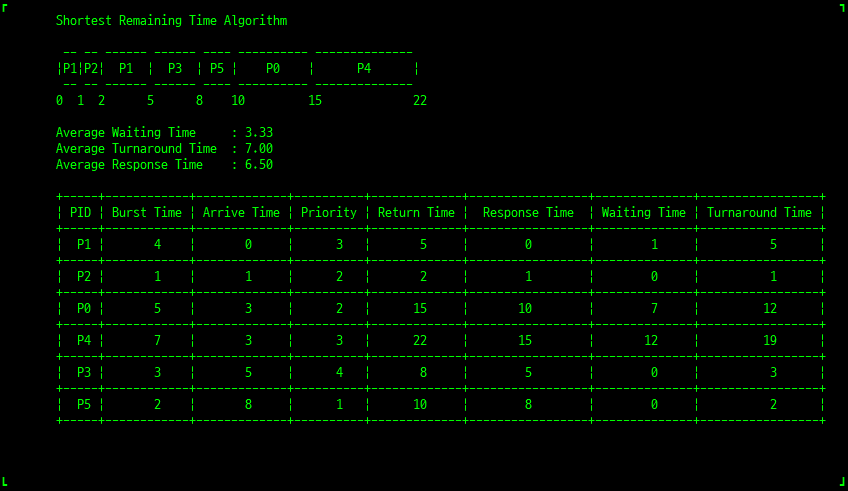 Shortest Remaining Time Algorithm
-- -- ------ ------ ---- ---------- --------------
¦P1¦P2¦  P1  ¦  P3  ¦ P5 ¦    P0    ¦      P4      ¦
-- -- ------ ------ ---- ---------- --------------
0  1  2      5      8    10         15             22
Average Waiting Time     : 3.33
Average Turnaround Time  : 7.00
Average Response Time    : 6.50
+-----+------------+-------------+----------+-------------+-----------------+--------------+-----------------+
¦ PID ¦ Burst Time ¦ Arrive Time ¦ Priority ¦ Return Time ¦  Response Time  ¦ Waiting Time ¦ Turnaround Time ¦
+-----+------------+-------------+----------+-------------+-----------------+--------------+-----------------+
¦  P1 ¦       4    ¦       0     ¦      3   ¦       5     ¦        0        ¦       1      ¦          5      ¦
+-----+------------+-------------+----------+-------------+-----------------+--------------+-----------------+
¦  P2 ¦       1    ¦       1     ¦      2   ¦       2     ¦        1        ¦       0      ¦          1      ¦
+-----+------------+-------------+----------+-------------+-----------------+--------------+-----------------+
¦  P0 ¦       5    ¦       3     ¦      2   ¦      15     ¦       10        ¦       7      ¦         12      ¦
+-----+------------+-------------+----------+-------------+-----------------+--------------+-----------------+
¦  P4 ¦       7    ¦       3     ¦      3   ¦      22     ¦       15        ¦      12      ¦         19      ¦
+-----+------------+-------------+----------+-------------+-----------------+--------------+-----------------+
¦  P3 ¦       3    ¦       5     ¦      4   ¦       8     ¦        5        ¦       0      ¦          3      ¦
+-----+------------+-------------+----------+-------------+-----------------+--------------+-----------------+
¦  P5 ¦       2    ¦       8     ¦      1   ¦      10     ¦        8        ¦       0      ¦          2      ¦
+-----+------------+-------------+----------+-------------+-----------------+--------------+-----------------+